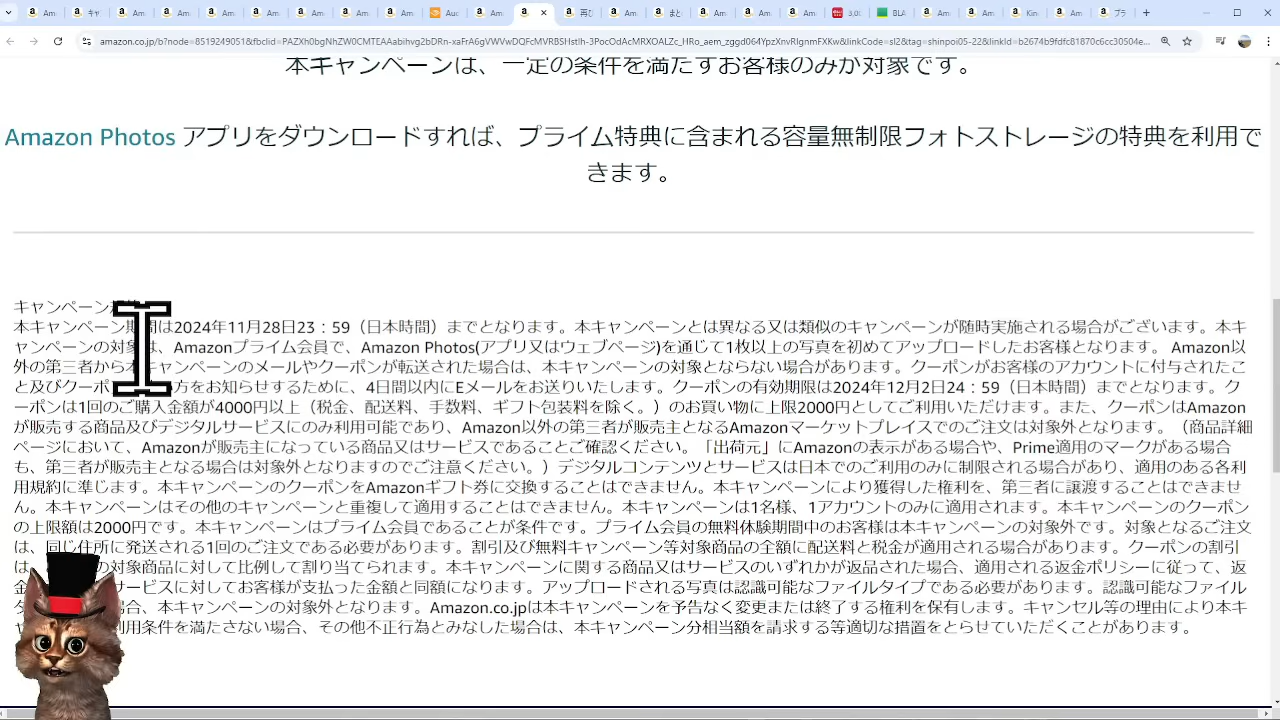 Am キャ Am Am Am Am Am Am Am Auc Am 再び Am まと Am Am 3,00 BLA Am Am Kin Am プラ
amazon.co.jp/b?node=8519249051&fbclid=
本キャンペーンは、一定の条件を満たすお客様のみが対象です。
Amazon Photos アプリをダウンロードすれば、プライム特典に含まれる容量無制限フォトストレージの特典を利用で
きます。
キャンペーン
本キャンペーン期間は2024年11月28日23：59（日本時間）までとなります。本キャンペーンとは異なる又は類似のキャンペーンが随時実施される場合がございます。本キ
ャンペーンの対象は、Amazonプライム会員で、Amazon Photos(アプリ又はウェブページ)を通じて1枚以上の写真を初めてアップロードしたお客様となります。 Amazon以
外の第三者から本キャンペーンのメールやクーポンが転送された場合は、本キャンペーンの対象とならない場合があります。クーポンがお客様のアカウントに付与されたこ
と及びクーポ 方をお知らせするために、4日間以内にEメールをお送りいたします。クーポンの有効期限は2024年12月2日24：59（日本時間）までとなります。ク
ーポンは1回のご購入金額が4000円以上（税金、配送料、手数料、ギフト包装料を除く。）のお買い物に上限2000円としてご利用いただけます。また、クーポンはAmazon
が販売する商品及びデジタルサービスにのみ利用可能であり、Amazon以外の第三者が販売主となるAmazonマーケットプレイスでのご注文は対象外となります。（商品詳細
ページにおいて、Amazonが販売主になっている商品又はサービスであることご確認ください。「出荷元」にAmazonの表示がある場合や、Prime適用のマークがある場合
も、第三者が販売主となる場合は対象外となりますのでご注意ください。）デジタルコンテンツとサービスは日本でのご利用のみに制限される場合があり、適用のある各利
用規約に準じます。本キャンペーンのクーポンをAmazonギフト券に交換することはできません。本キャンペーンにより獲得した権利を、第三者に譲渡することはできませ
ん。本キャンペーンはその他のキャンペーンと重複して適用することはできません。本キャンペーンは1名様、1アカウントのみに適用されます。本キャンペーンのクーポン
の上限額は2000円です。本キャンペーンはプライム会員であることが条件です。プライム会員の無料体験期間中のお客様は本キャンペーンの対象外です。対象となるご注文
は、同じ住所に発送される1回のご注文である必要があります。割引及び無料キャンペーン等対象商品の全額に配送料と税金が適用される場合があります。クーポンの割引
は の対象商品に対して比例して割り当てられます。本キャンペーンに関する商品又はサービスのいずれかが返品された場合、適用される返金ポリシーに従って、返
金 サービスに対してお客様が支払った金額と同額になります。アップロードされる写真は認識可能なファイルタイプである必要があります。認識可能なファイル
タ 場合、本キャンペーンの対象外となります。Amazon.co.jpは本キャンペーンを予告なく変更または終了する権利を保有します。キャンセル等の理由により本キ
ャ 利用条件を満たさない場合、その他不正行為とみなした場合は、本キャンペーン分相当額を請求する等適切な措置をとらせていただくことがあります。